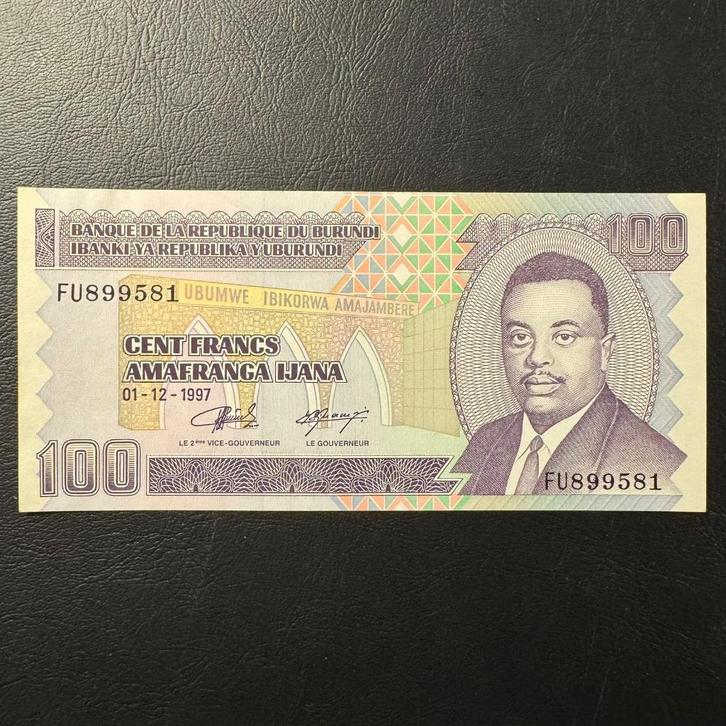 BANQUE DE LA REPUBLIQUE DU BURUNDI
IBANKI YA REPUBLIKA Y'UBURUNDI
100
FU899581
UBUMWE IBIKORWA AMAJAMBERE
CENT FRANCS
AMAFRANGA IJANA
01-12-1997
LE 2ème VICE-GOUVERNEUR
LE GOUVERNEUR
100
FU899581